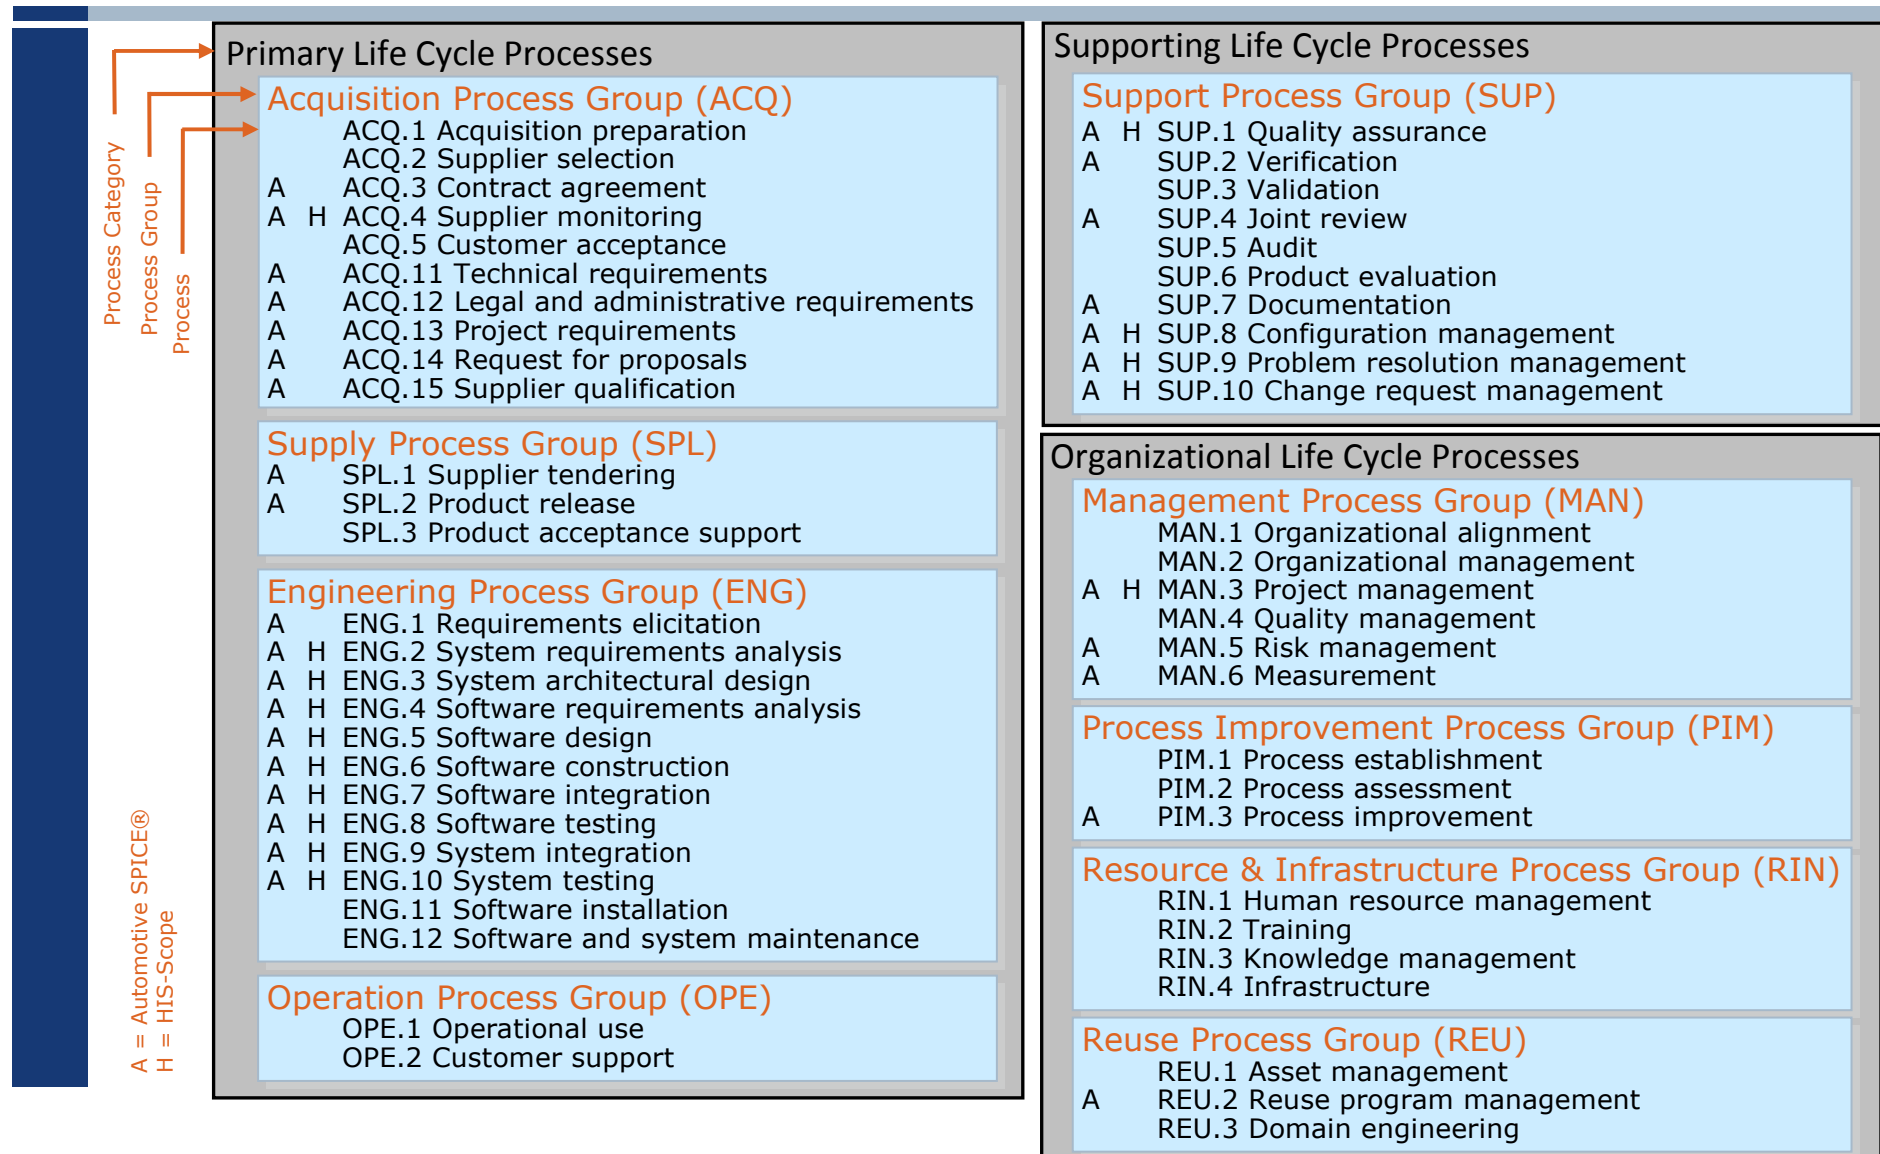 Process Category
Process Group
Process
A = Automotive SPICE®
H = HIS-Scope
Primary Life Cycle Processes
Acquisition Process Group (ACQ)
ACQ.1 Acquisition preparation
ACQ.2 Supplier selection
A ACQ.3 Contract agreement
A H ACQ.4 Supplier monitoring
ACQ.5 Customer acceptance
A ACQ.11 Technical requirements
A ACQ.12 Legal and administrative requirements
A ACQ.13 Project requirements
A ACQ.14 Request for proposals
A ACQ.15 Supplier qualification
Supply Process Group (SPL)
A SPL.1 Supplier tendering
A SPL.2 Product release
SPL.3 Product acceptance support
Engineering Process Group (ENG)
A ENG.1 Requirements elicitation
A H ENG.2 System requirements analysis
A H ENG.3 System architectural design
A H ENG.4 Software requirements analysis
A H ENG.5 Software design
A H ENG.6 Software construction
A H ENG.7 Software integration
A H ENG.8 Software testing
A H ENG.9 System integration
A H ENG.10 System testing
ENG.11 Software installation
ENG.12 Software and system maintenance
Operation Process Group (OPE)
OPE.1 Operational use
OPE.2 Customer support
Supporting Life Cycle Processes
Support Process Group (SUP)
A H SUP.1 Quality assurance
A SUP.2 Verification
SUP.3 Validation
A SUP.4 Joint review
SUP.5 Audit
SUP.6 Product evaluation
A SUP.7 Documentation
A H SUP.8 Configuration management
A H SUP.9 Problem resolution management
A H SUP.10 Change request management
Organizational Life Cycle Processes
Management Process Group (MAN)
MAN.1 Organizational alignment
MAN.2 Organizational management
A H MAN.3 Project management
MAN.4 Quality management
A MAN.5 Risk management
A MAN.6 Measurement
Process Improvement Process Group (PIM)
PIM.1 Process establishment
PIM.2 Process assessment
A PIM.3 Process improvement
Resource & Infrastructure Process Group (RIN)
RIN.1 Human resource management
RIN.2 Training
RIN.3 Knowledge management
RIN.4 Infrastructure
Reuse Process Group (REU)
REU.1 Asset management
A REU.2 Reuse program management
REU.3 Domain engineering